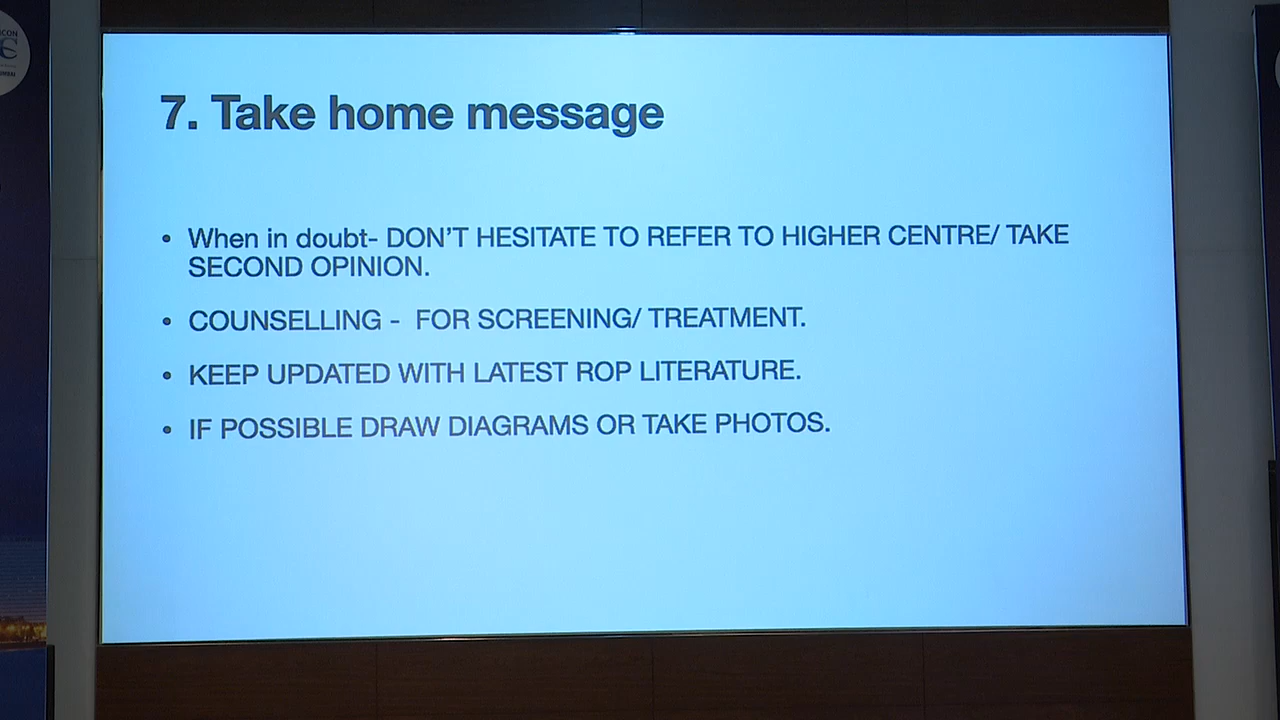 7. Take home message
• When in doubt- DON'T HESITATE TO REFER TO HIGHER CENTRE/ TAKE
SECOND OPINION.
• COUNSELLING -  FOR SCREENING/ TREATMENT.
• KEEP UPDATED WITH LATEST ROP LITERATURE.
• IF POSSIBLE DRAW DIAGRAMS OR TAKE PHOTOS.